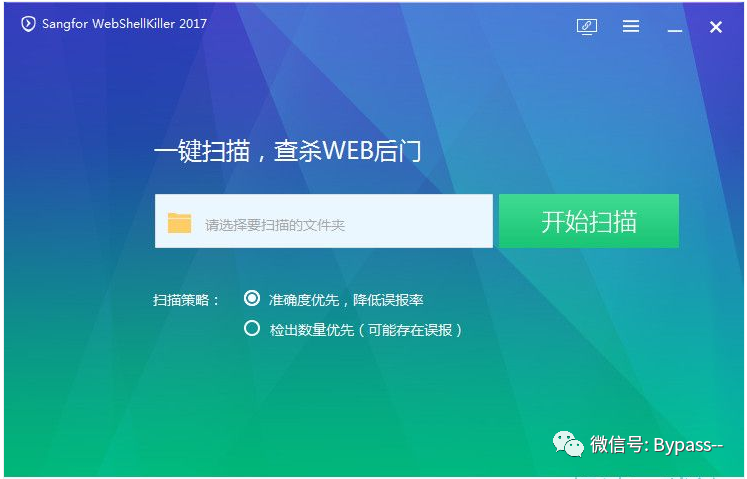 Sangfor WebShellKiller 2017
一键扫描，查杀WEB后门
请选择要扫描的文件夹
开始扫描
扫描策略：
准确度优先，降低误报率
检出数量优先（可能存在误报）
微信号: Bypass--